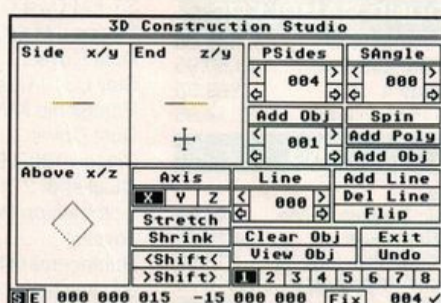 3D Construction Studio
Side x/y
End z/y
PSides
SAngle
< 004 >
< 000 >
Add Obj
Spin
< 001 >
Add Poly
Add Obj
Above x/z
Axis
Line
Add Line
X Y Z
< 000 >
Del Line
Stretch
Flip
Shrink
Clear Obj
Exit
<Shift<
View Obj
Undo
>Shift>
1 2 3 4 5 6 7 8
S E 000 000 015 -15 000 000 Fix 004